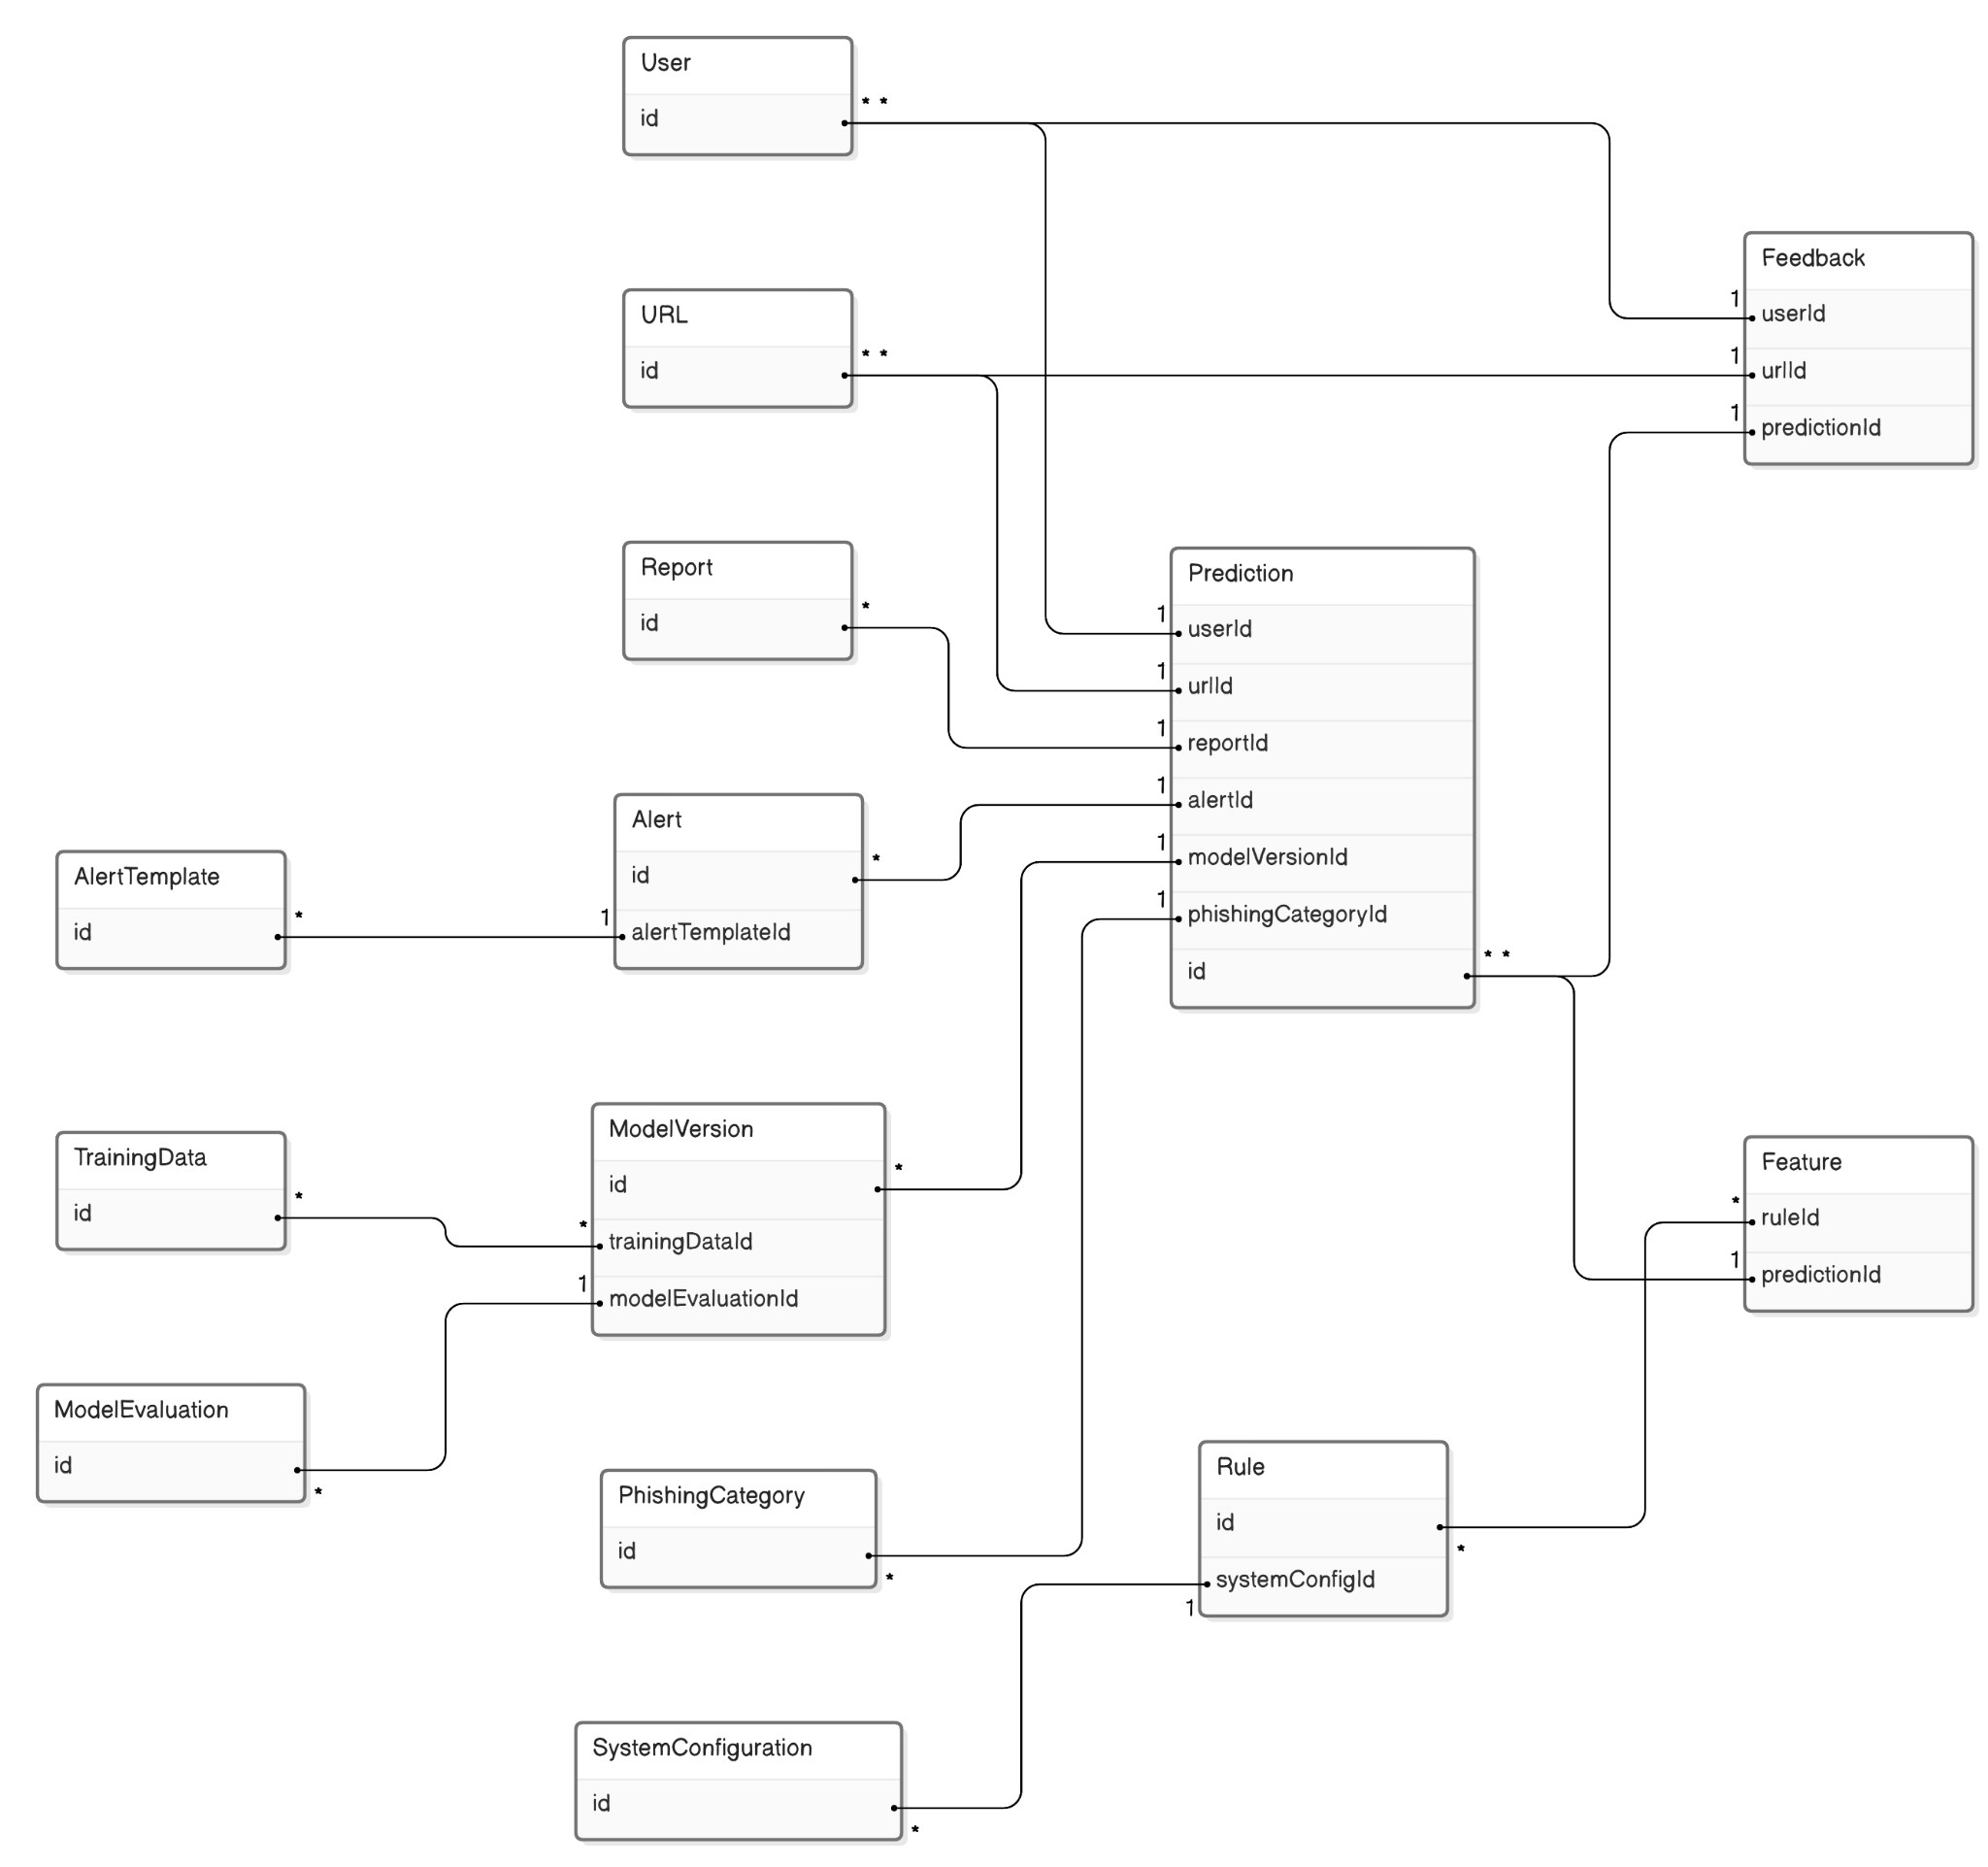 User
* *
id
Feedback
1
userId
1
urlId
1
predictionId
URL
* *
id
Report
*
id
Prediction
1
userId
1
urlId
1
reportId
1
alertId
1
modelVersionId
1
phishingCategoryId
* *
id
Alert
*
id
1
alertTemplateId
AlertTemplate
*
id
ModelVersion
*
id
*
trainingDataId
1
modelEvaluationId
TrainingData
*
id
Feature
*
ruleId
1
predictionId
ModelEvaluation
id
*
PhishingCategory
id
*
Rule
id
*
systemConfigId
1
SystemConfiguration
id
*